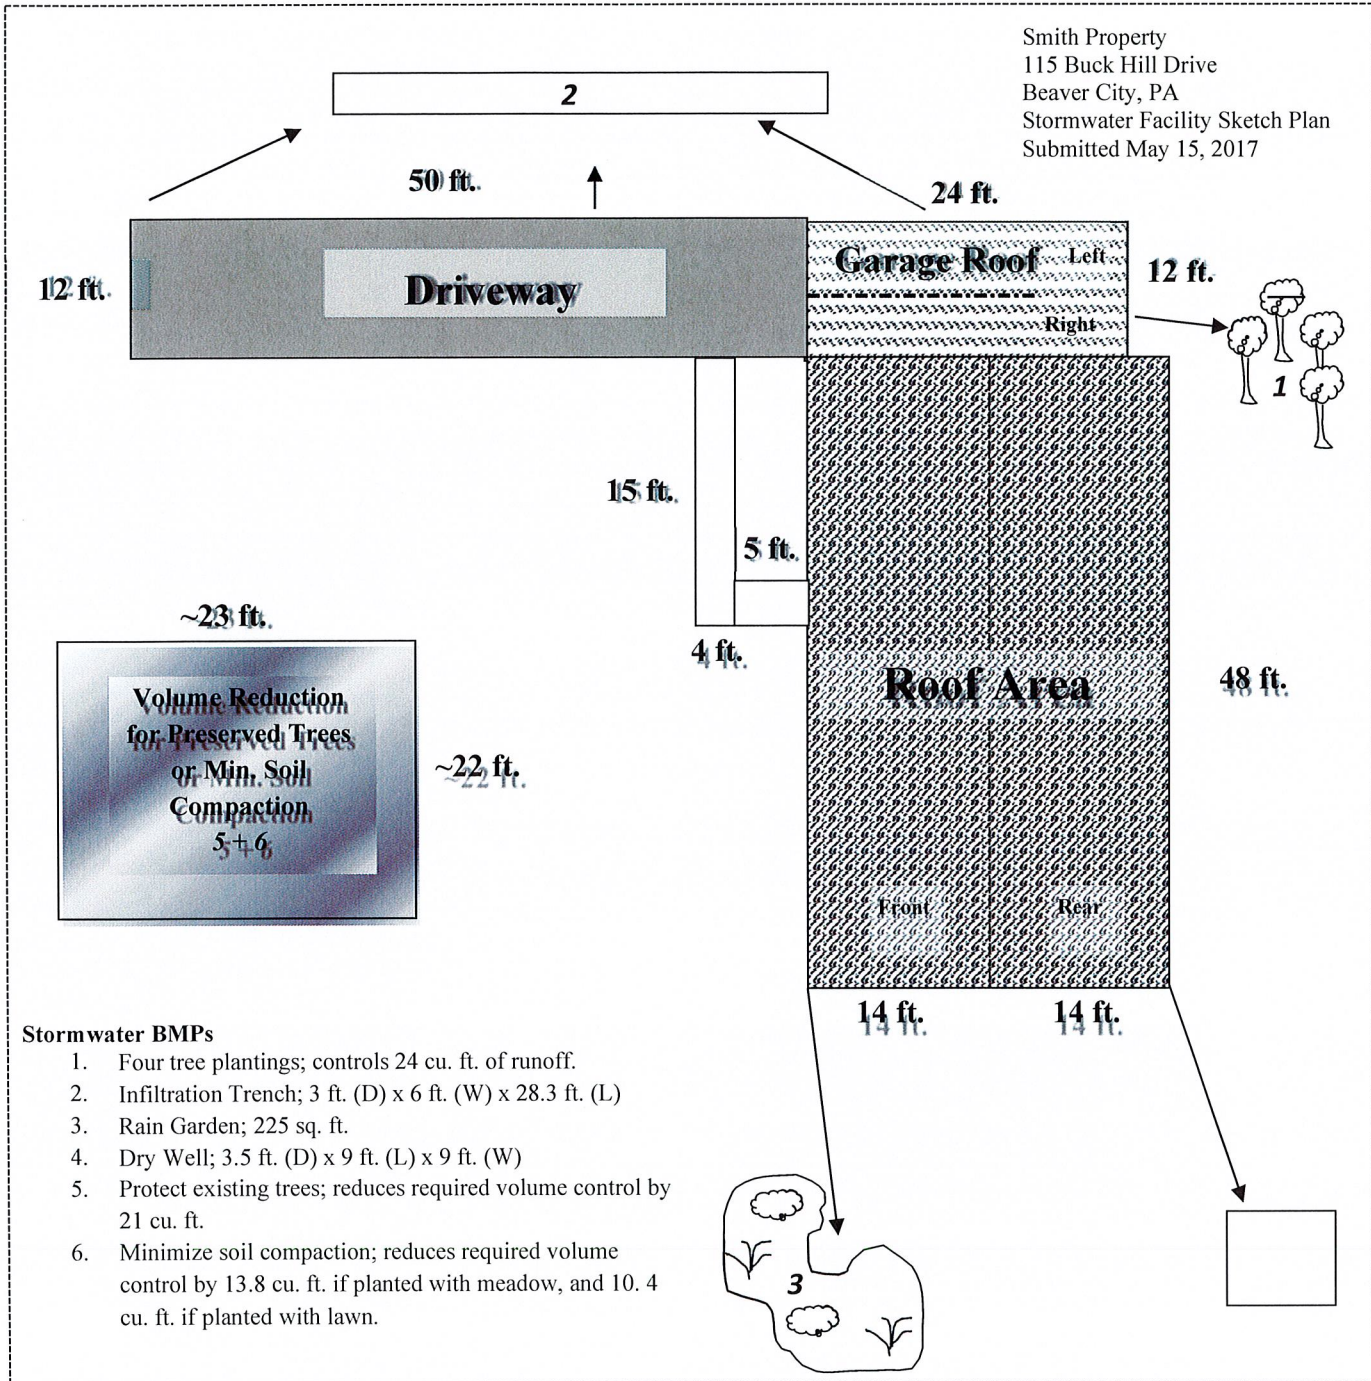 Smith Property
115 Buck Hill Drive
Beaver City, PA
Stormwater Facility Sketch Plan
Submitted May 15, 2017
2
50 ft.
24 ft.
12 ft.
Driveway
Garage Roof
Left
Right
12 ft.
1
15 ft.
5 ft.
4 ft.
~23 ft.
Volume Reduction
for Preserved Trees
or Min. Soil
Compaction
5 + 6
~22 ft.
Roof Area
48 ft.
Front
Rear
14 ft.
14 ft.
Stormwater BMPs
1. Four tree plantings; controls 24 cu. ft. of runoff.
2. Infiltration Trench; 3 ft. (D) x 6 ft. (W) x 28.3 ft. (L)
3. Rain Garden; 225 sq. ft.
4. Dry Well; 3.5 ft. (D) x 9 ft. (L) x 9 ft. (W)
5. Protect existing trees; reduces required volume control by
21 cu. ft.
6. Minimize soil compaction; reduces required volume
control by 13.8 cu. ft. if planted with meadow, and 10. 4
cu. ft. if planted with lawn.
3